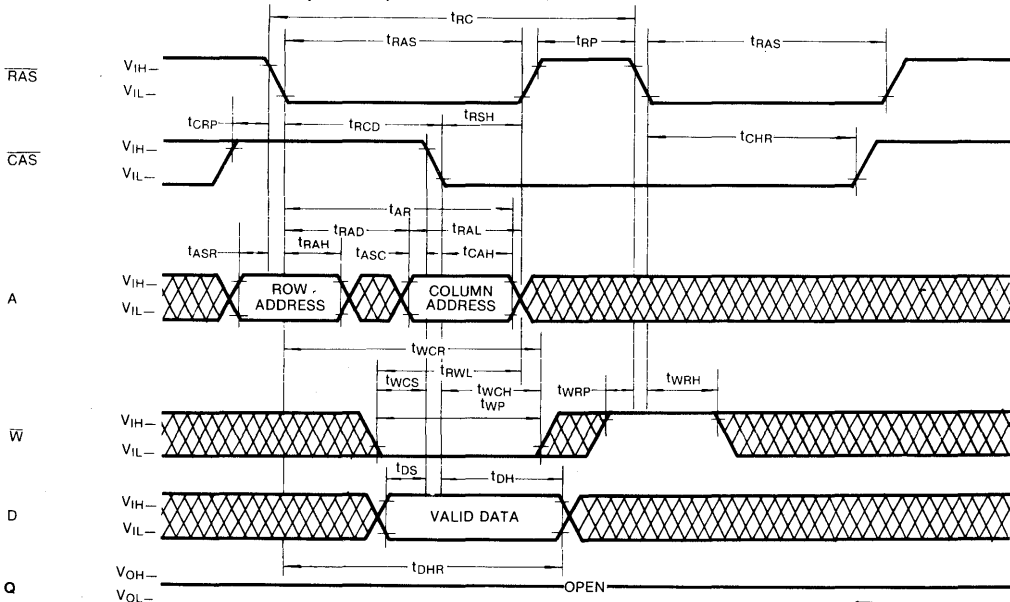 tRC
tRAS tRP tRAS
RAS VIH—
VIL—
tCRP tRCD tRSH tCHR
CAS VIH—
VIL—
tAR
tRAD tRAL
tASR tRAH tASC tCAH
A VIH—
VIL—
ROW ADDRESS
COLUMN ADDRESS
tWCR
tRWL
tWCS tWCH tWRP tWRH
tWP
W VIH—
VIL—
tDS tDH
D VIH—
VIL—
VALID DATA
tDHR
Q VOH—
VOL—
OPEN